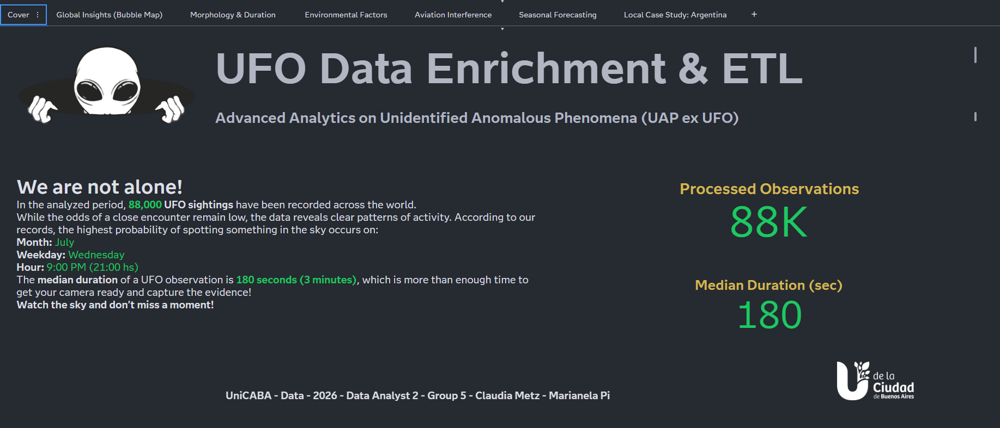 Cover
Global Insights (Bubble Map)
Morphology & Duration
Environmental Factors
Aviation Interference
Seasonal Forecasting
Local Case Study: Argentina
+
UFO Data Enrichment & ETL
Advanced Analytics on Unidentified Anomalous Phenomena (UAP ex UFO)
We are not alone!
In the analyzed period, 88,000 UFO sightings have been recorded across the world.
While the odds of a close encounter remain low, the data reveals clear patterns of activity. According to our
records, the highest probability of spotting something in the sky occurs on:
Month: July
Weekday: Wednesday
Hour: 9:00 PM (21:00 hs)
The median duration of a UFO observation is 180 seconds (3 minutes), which is more than enough time to
get your camera ready and capture the evidence!
Watch the sky and don’t miss a moment!
Processed Observations
88K
Median Duration (sec)
180
UniCABA - Data - 2026 - Data Analyst 2 - Group 5 - Claudia Metz - Marianela Pi
U de la
Ciudad
de Buenos Aires